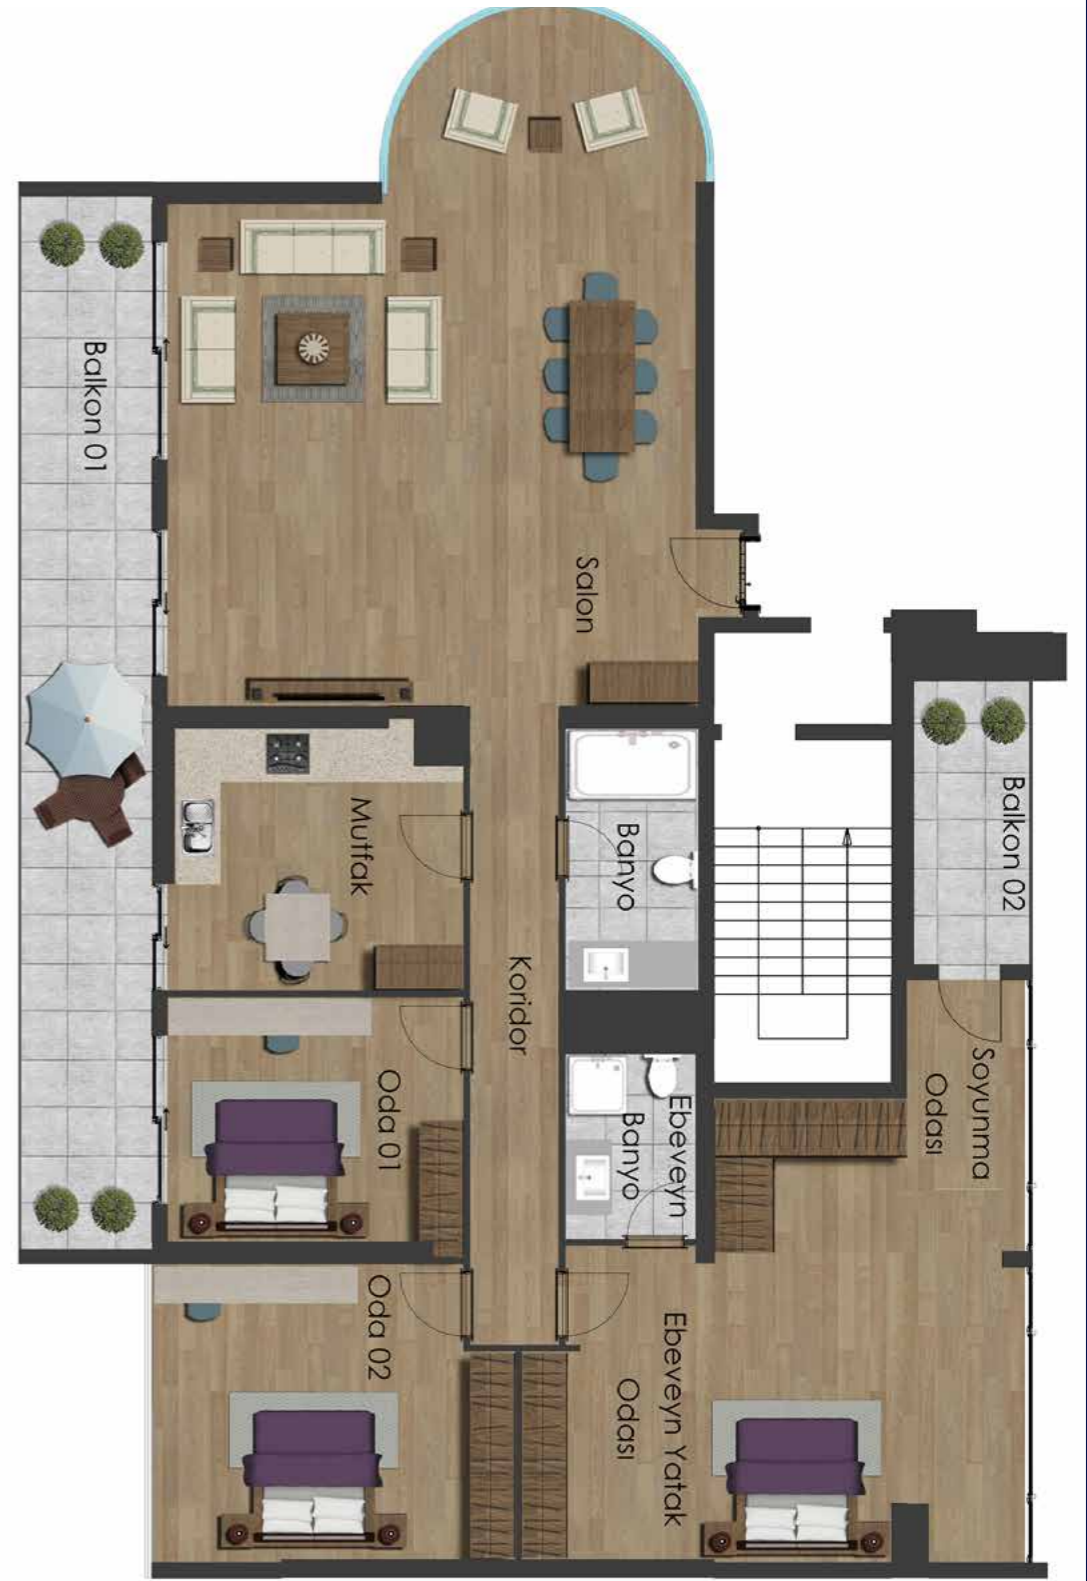 Balkon 01
Salon
Mutfak
Banyo
Balkon 02
Koridor
Oda 01
Ebeveyn
Banyo
Soyunma
Odası
Oda 02
Ebeveyn Yatak
Odası